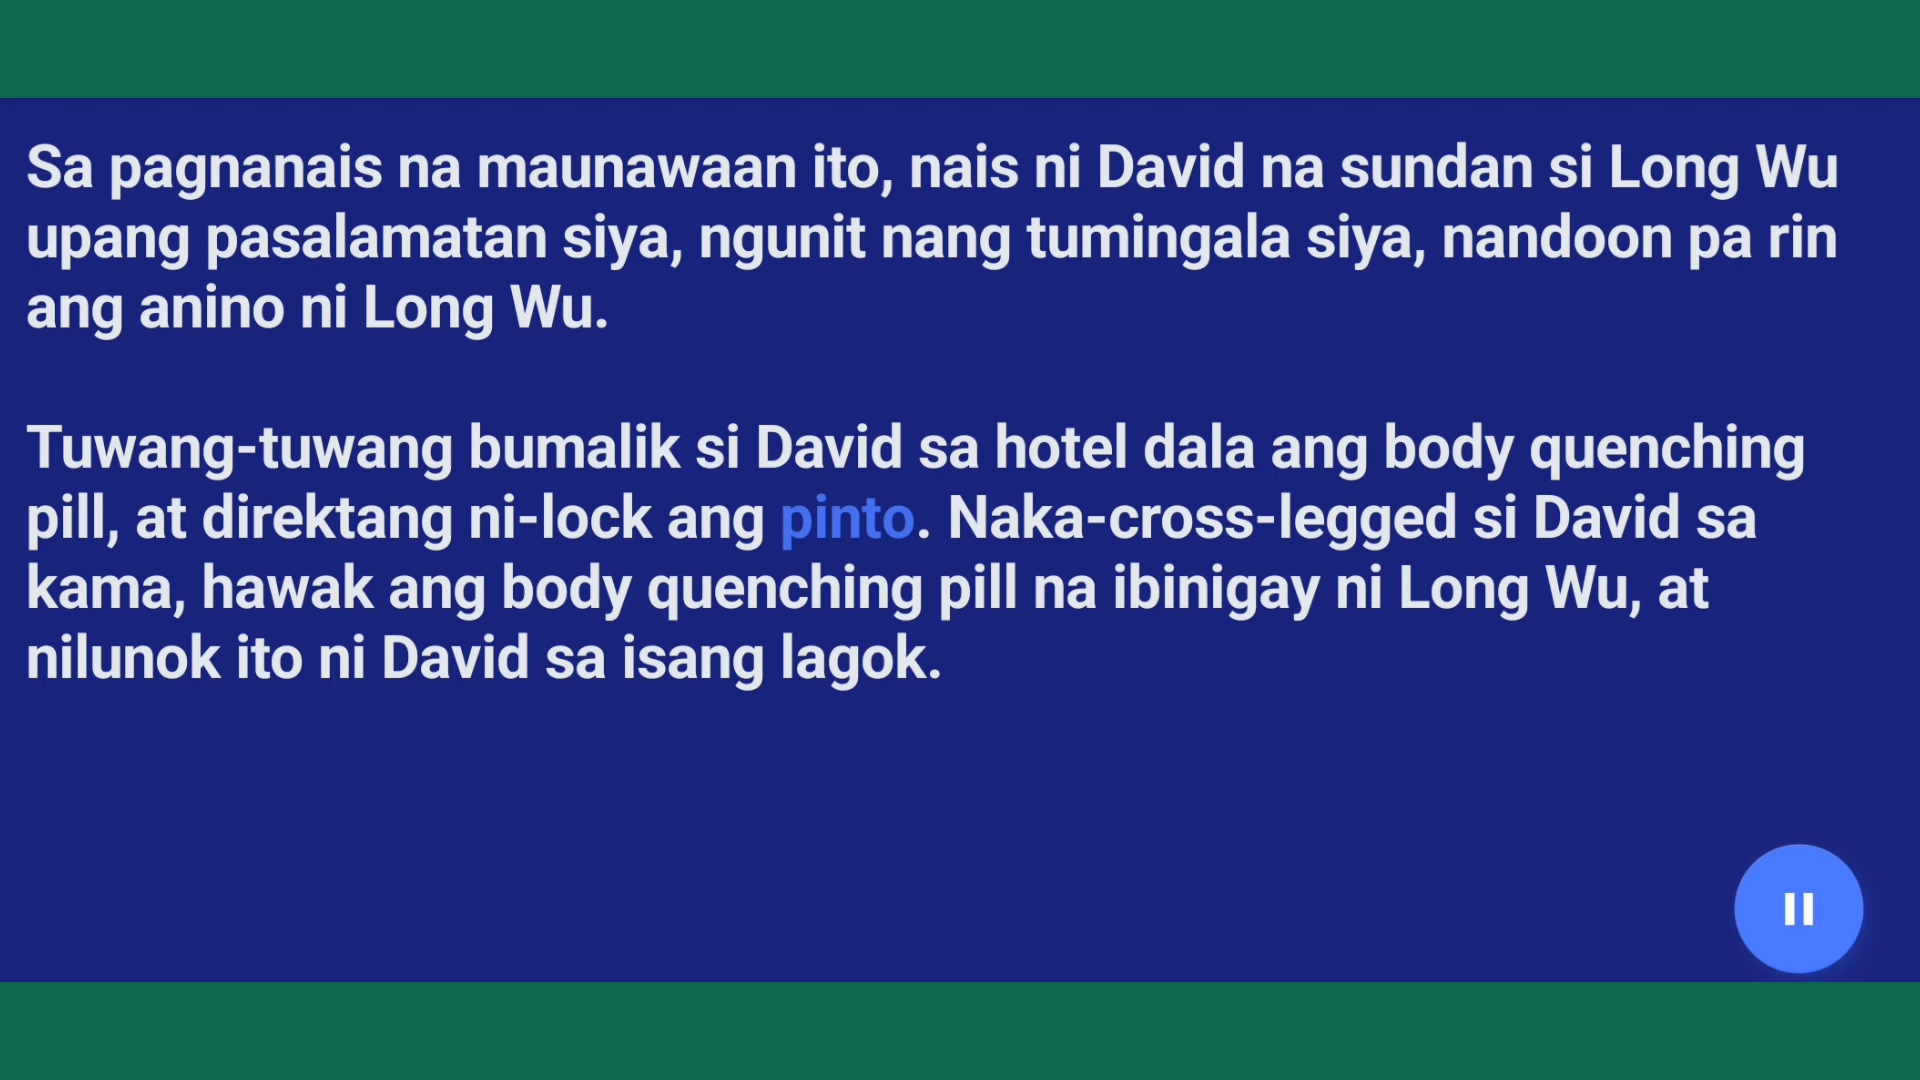 Sa pagnanais na maunawaan ito, nais ni David na sundan si Long Wu
upang pasalamatan siya, ngunit nang tumingala siya, nandoon pa rin
ang anino ni Long Wu.
Tuwang-tuwang bumalik si David sa hotel dala ang body quenching
pill, at direktang ni-lock ang pinto. Naka-cross-legged si David sa
kama, hawak ang body quenching pill na ibinigay ni Long Wu, at
nilunok ito ni David sa isang lagok.